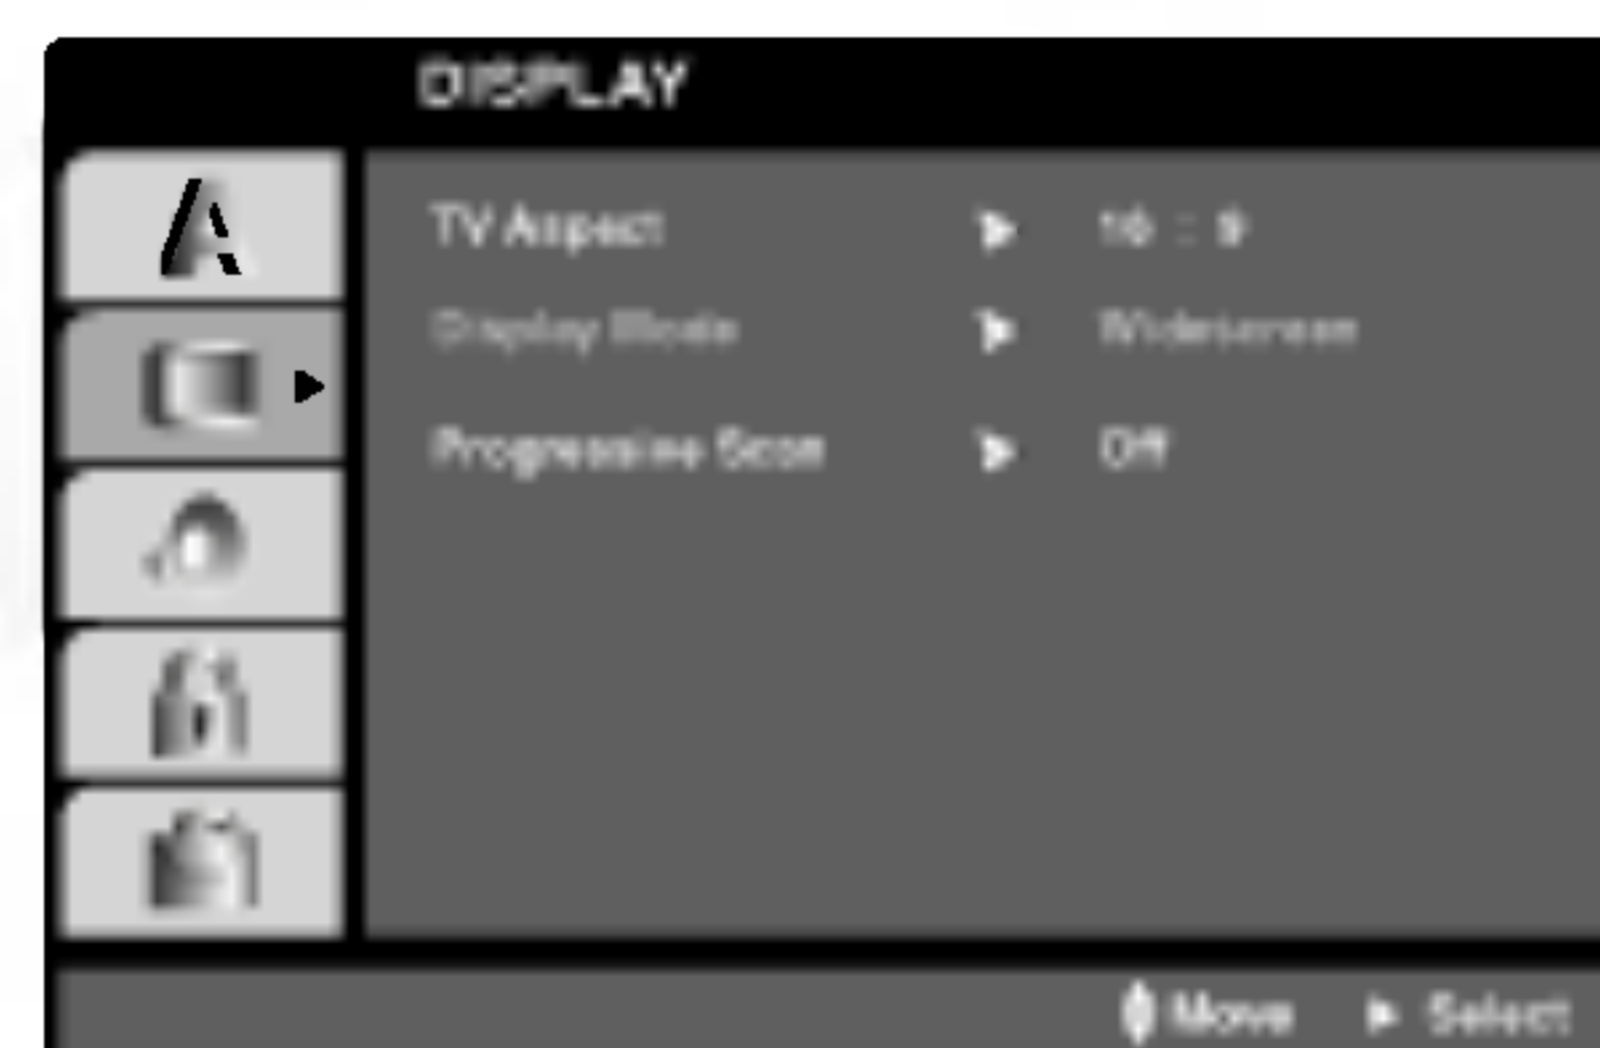 DISPLAY
A
TV Aspect ▶ 16 : 9
Display Mode ▶ Widescreen
Progressive Scan ▶ Off
Move ▶ Select